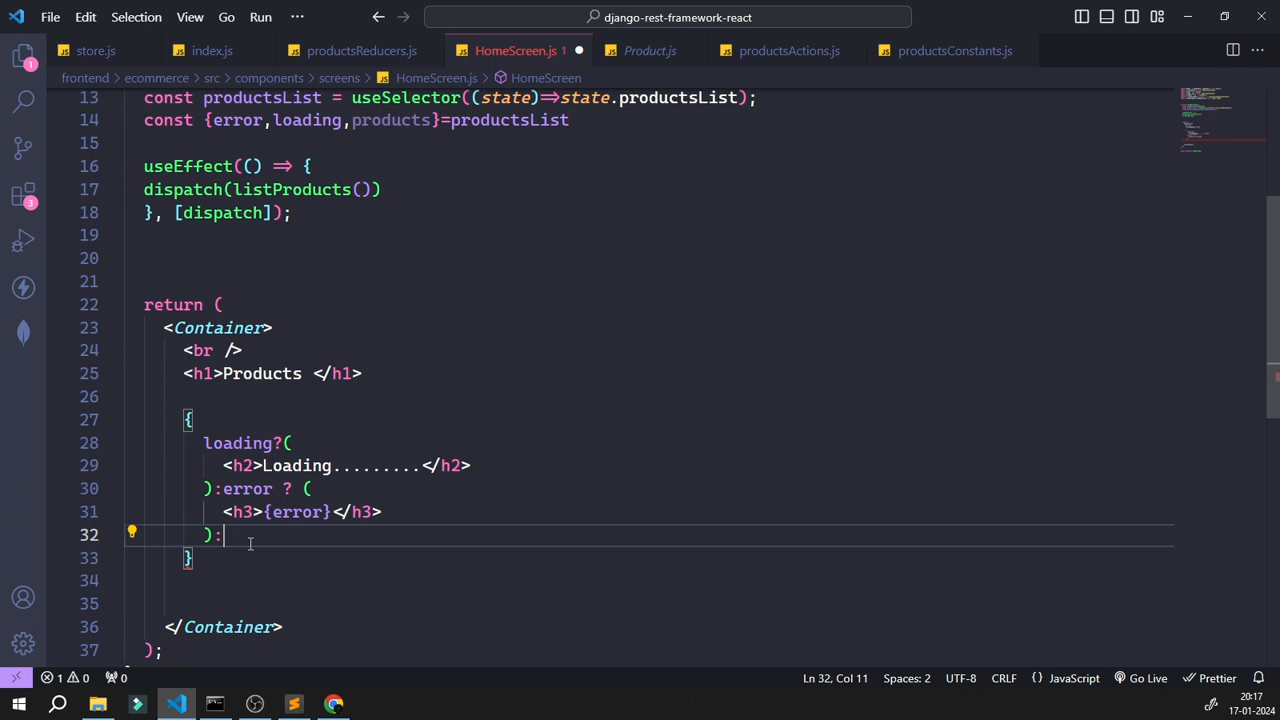 File Edit Selection View Go Run ··· django-rest-framework-react
store.js index.js productsReducers.js HomeScreen.js 1 Product.js productsActions.js productsConstants.js
frontend > ecommerce > src > components > screens > HomeScreen.js > HomeScreen
13 const productsList = useSelector((state)=>state.productsList);
14 const {error,loading,products}=productsList
15
16 useEffect(() => {
17 dispatch(listProducts())
18 }, [dispatch]);
19
20
21
22 return (
23 <Container>
24 <br />
25 <h1>Products </h1>
26
27 {
28 loading?(
29 <h2>Loading.........</h2>
30 ):error ? (
31 <h3>{error}</h3>
32 ):
33 }
34
35
36 </Container>
37 );
1 0 0 Ln 32, Col 11 Spaces: 2 UTF-8 CRLF {} JavaScript Go Live Prettier
20:17
17-01-2024